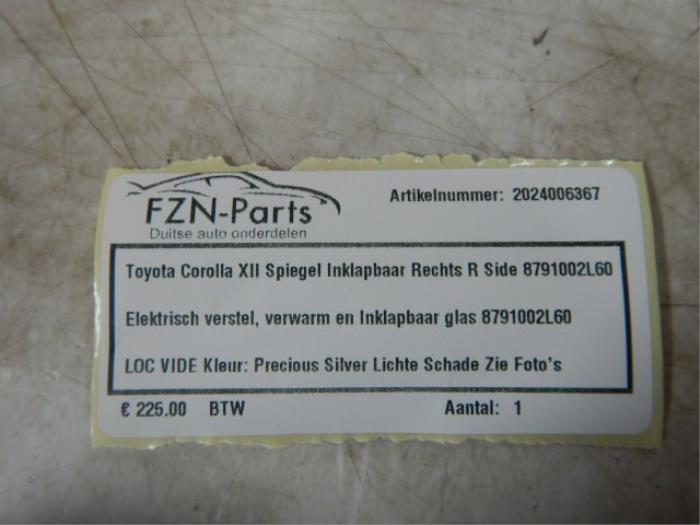 FZN-Parts
Duitse auto onderdelen
Artikelnummer: 2024006367
Toyota Corolla XII Spiegel Inklapbaar Rechts R Side 8791002L60
Elektrisch verstel, verwarm en Inklapbaar glas 8791002L60
LOC VIDE Kleur: Precious Silver Lichte Schade Zie Foto's
€ 225.00 BTW Aantal: 1